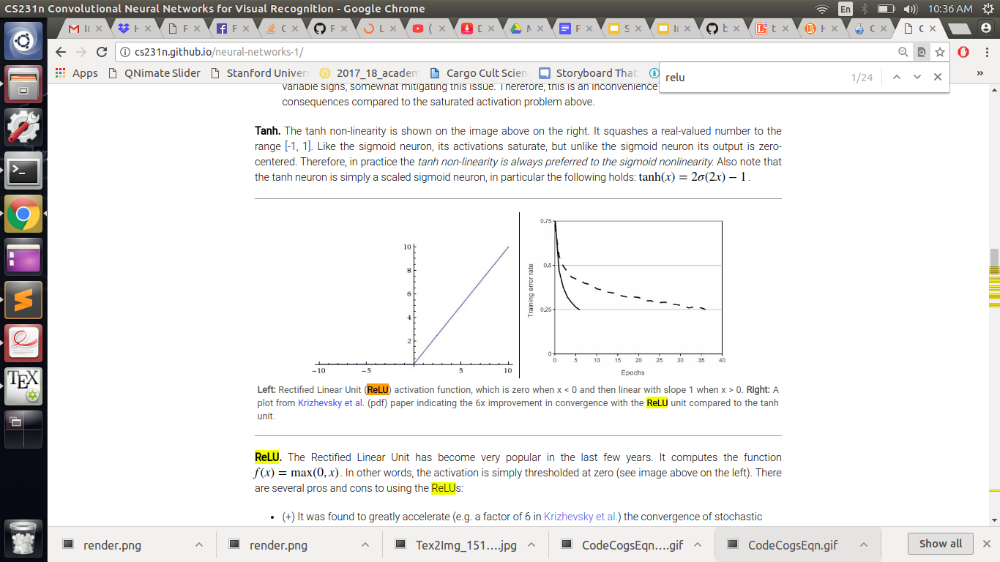 CS231n Convolutional Neural Networks for Visual Recognition - Google Chrome
En
10:36 AM
cs231n.github.io/neural-networks-1/
Apps
QNimate Slider
Stanford Univer
2017_18_academ
Cargo Cult Scien
Storyboard That
»
relu
1/24
variable signs, somewhat mitigating this issue. Therefore, this is an inconvenience
consequences compared to the saturated activation problem above.
Tanh. The tanh non-linearity is shown on the image above on the right. It squashes a real-valued number to the
range [-1, 1]. Like the sigmoid neuron, its activations saturate, but unlike the sigmoid neuron its output is zero-
centered. Therefore, in practice the tanh non-linearity is always preferred to the sigmoid nonlinearity. Also note that
the tanh neuron is simply a scaled sigmoid neuron, in particular the following holds: tanh(x) = 2σ(2x) − 1.
10
8
6
4
2
−10
−5
5
10
0.75
0.5
0.25
0
Training error rate
0 5 10 15 20 25 30 35 40
Epochs
Left: Rectified Linear Unit (ReLU) activation function, which is zero when x < 0 and then linear with slope 1 when x > 0. Right: A
plot from Krizhevsky et al. (pdf) paper indicating the 6x improvement in convergence with the ReLU unit compared to the tanh
unit.
ReLU. The Rectified Linear Unit has become very popular in the last few years. It computes the function
f(x) = max(0, x). In other words, the activation is simply thresholded at zero (see image above on the left). There
are several pros and cons to using the ReLUs:
• (+) It was found to greatly accelerate (e.g. a factor of 6 in Krizhevsky et al.) the convergence of stochastic
TEX
render.png
render.png
Tex2Img_151....jpg
CodeCogsEqn....gif
CodeCogsEqn.gif
Show all